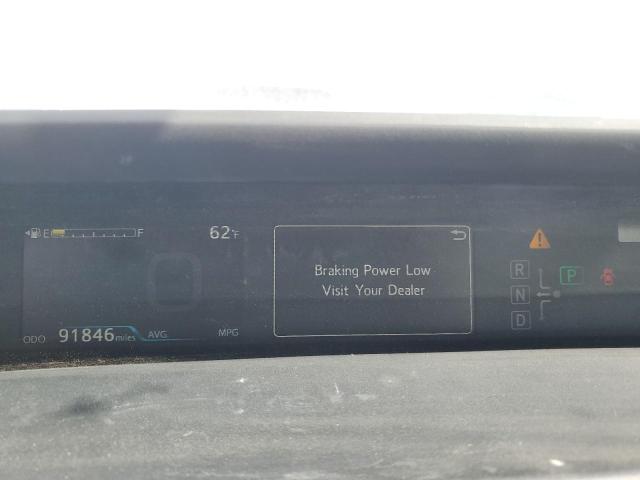 E F
62°F
Braking Power Low
Visit Your Dealer
R
N
D
P
ODO 91846 miles AVG MPG